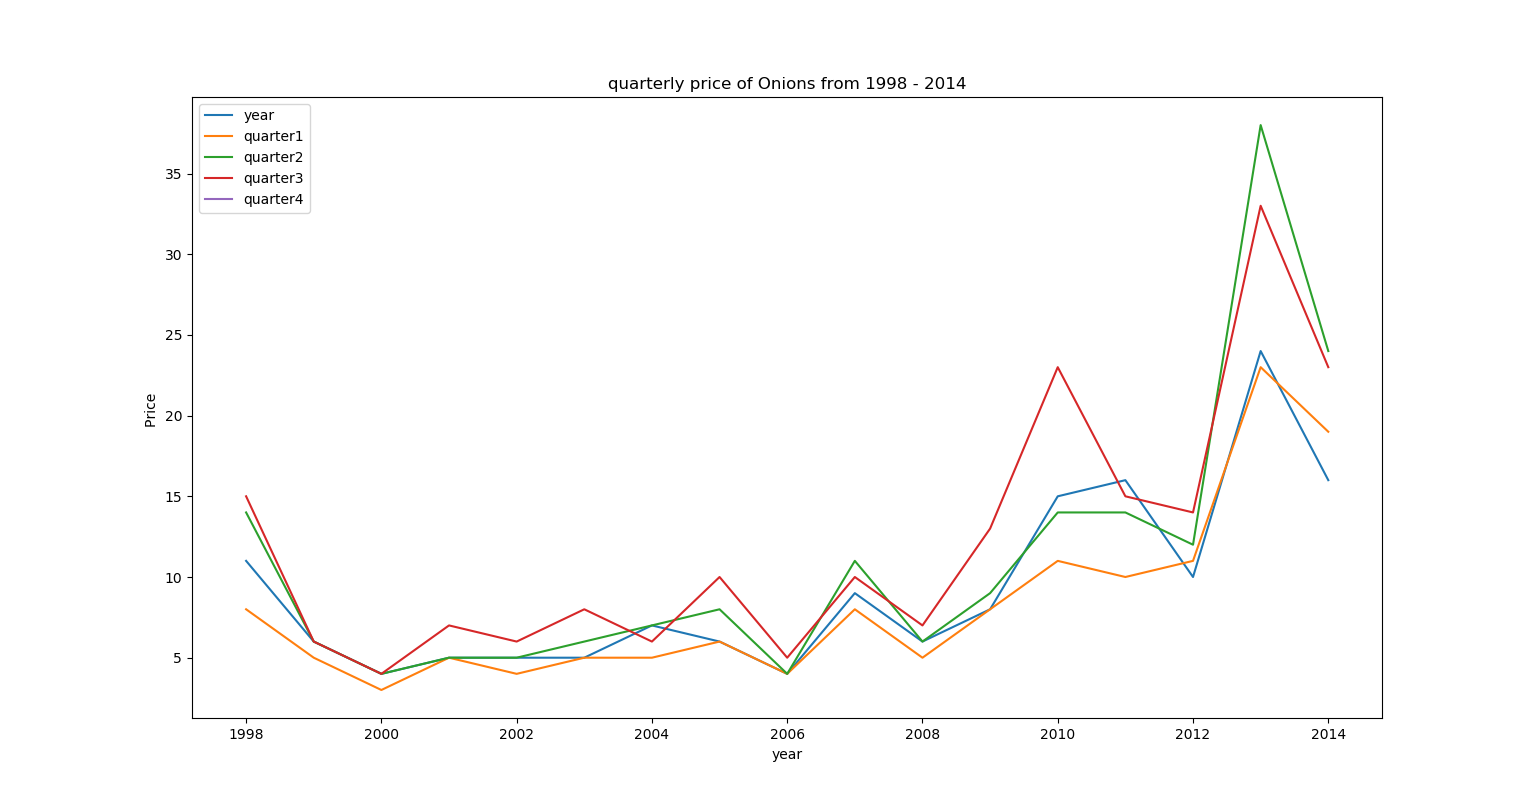 quarterly price of Onions from 1998 - 2014
year
quarter1
quarter2
quarter3
quarter4
35
30
25
20
15
10
5
Price
1998 2000 2002 2004 2006 2008 2010 2012 2014
year